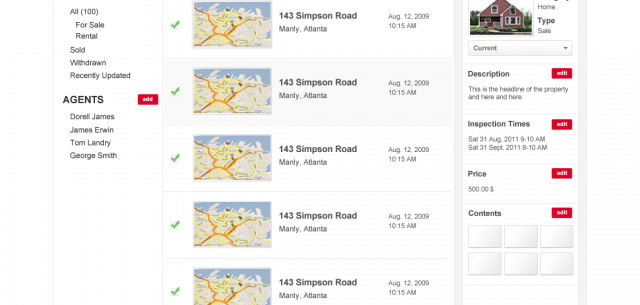 All (100)
For Sale
Rental
Sold
Withdrawn
Recently Updated
AGENTS
add
Dorell James
James Erwin
Tom Landry
George Smith
143 Simpson Road
Manly, Atlanta
Aug. 12, 2009
10:15 AM
143 Simpson Road
Manly, Atlanta
Aug. 12, 2009
10:15 AM
143 Simpson Road
Manly, Atlanta
Aug. 12, 2009
10:15 AM
143 Simpson Road
Manly, Atlanta
Aug. 12, 2009
10:15 AM
143 Simpson Road
Manly, Atlanta
Aug. 12, 2009
10:15 AM
Home
Type
Sale
Current
Description
edit
This is the headline of the property
and here and here.
Inspection Times
edit
Sat 31 Aug, 2011 9-10 AM
Sat 31 Sept, 2011 8-10 AM
Price
edit
500.00 $
Contents
edit